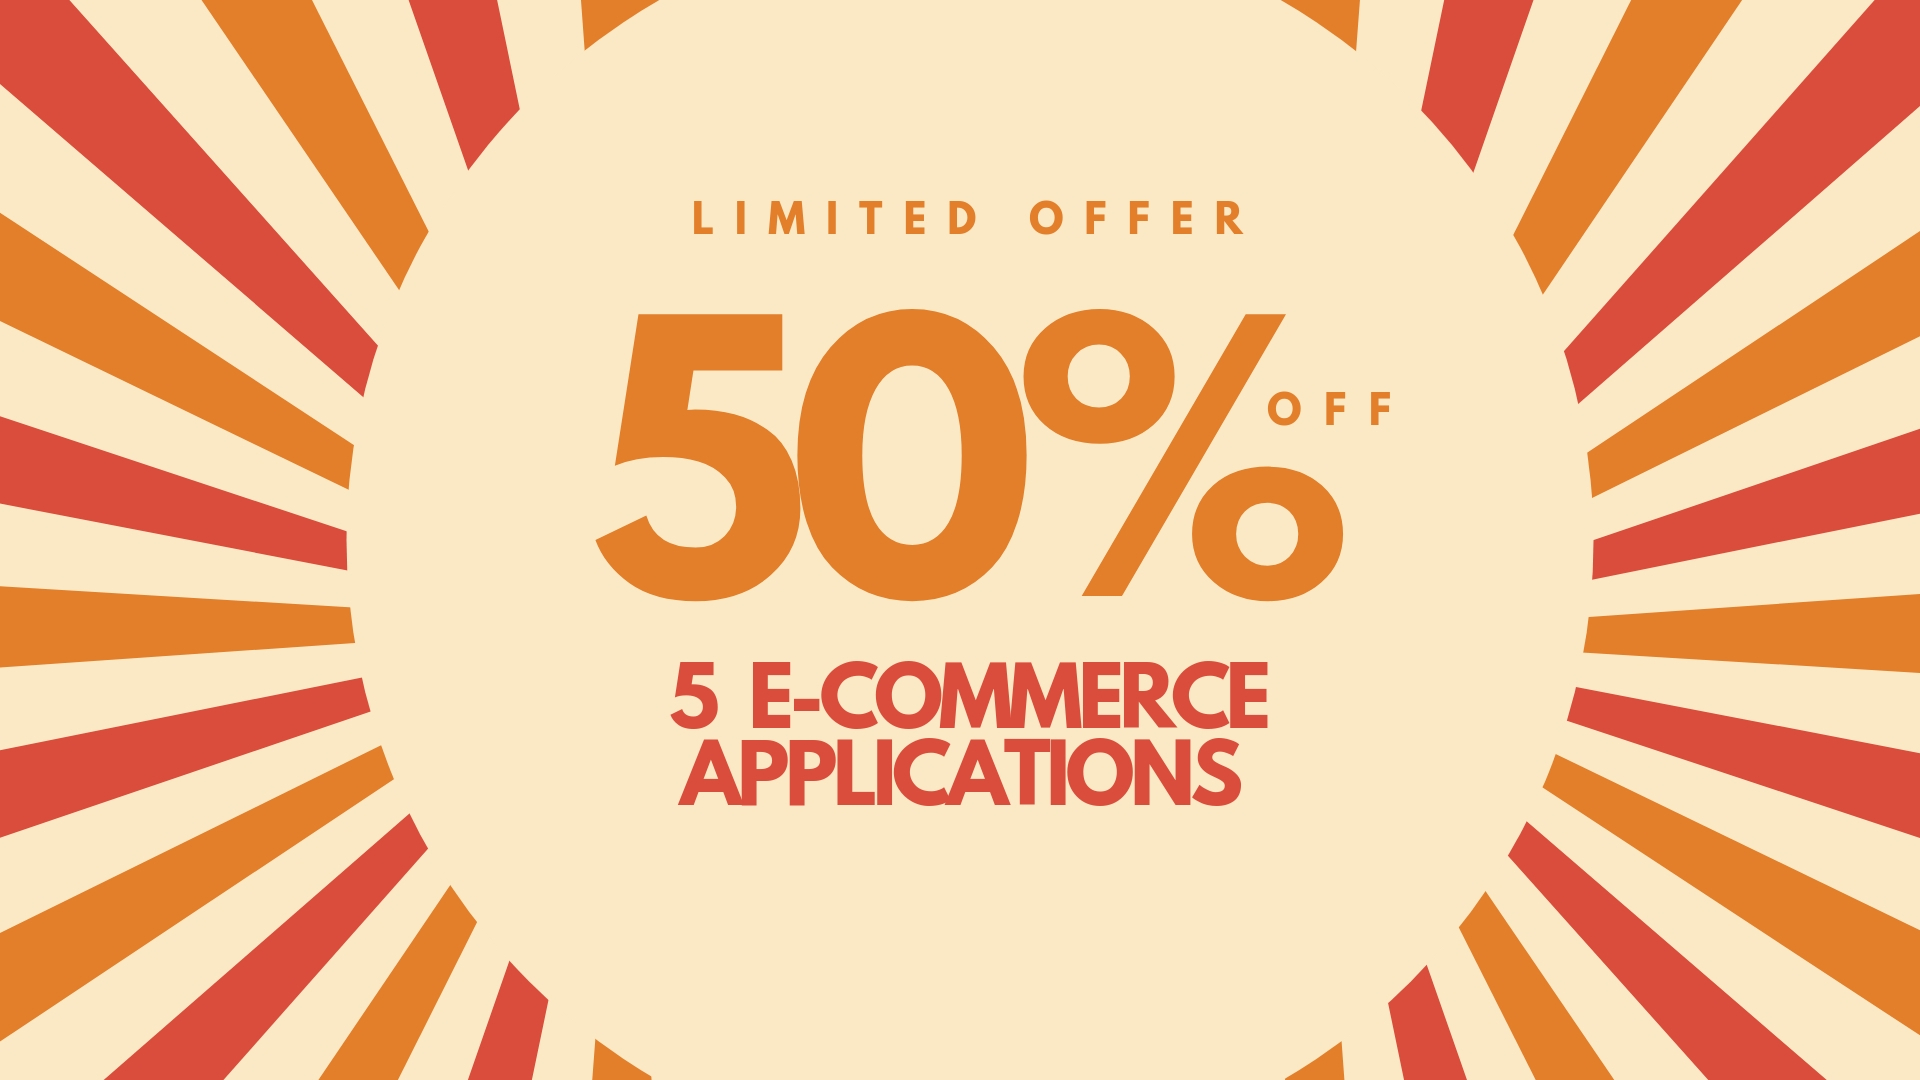 LIMITED OFFER
50%
OFF
5 E-COMMERCE
APPLICATIONS